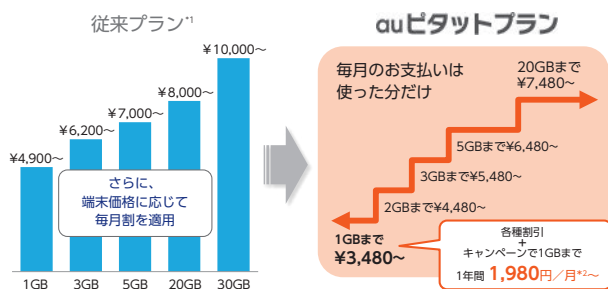 従来プラン*1
¥10,000～
¥8,000～
¥7,000～
¥6,200～
¥4,900～
さらに、
端末価格に応じて
毎月割を適用
1GB
3GB
5GB
20GB
30GB
auピタットプラン
毎月のお支払いは
使った分だけ
20GBまで
¥7,480～
5GBまで¥6,480～
3GBまで¥5,480～
2GBまで¥4,480～
1GBまで
¥3,480～
各種割引
+
キャンペーンで1GBまで
1年間 1,980円／月*2～